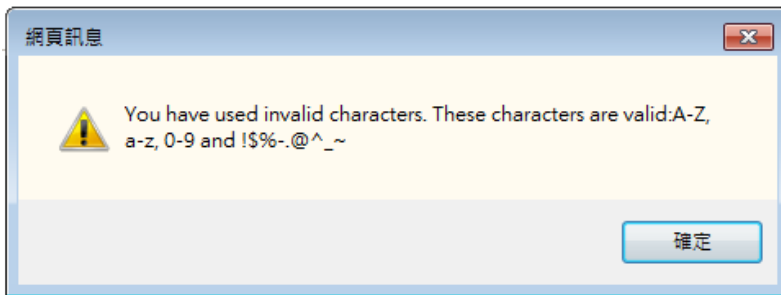 網頁訊息
You have used invalid characters. These characters are valid:A-Z,
a-z, 0-9 and !$%-.@^_~
確定